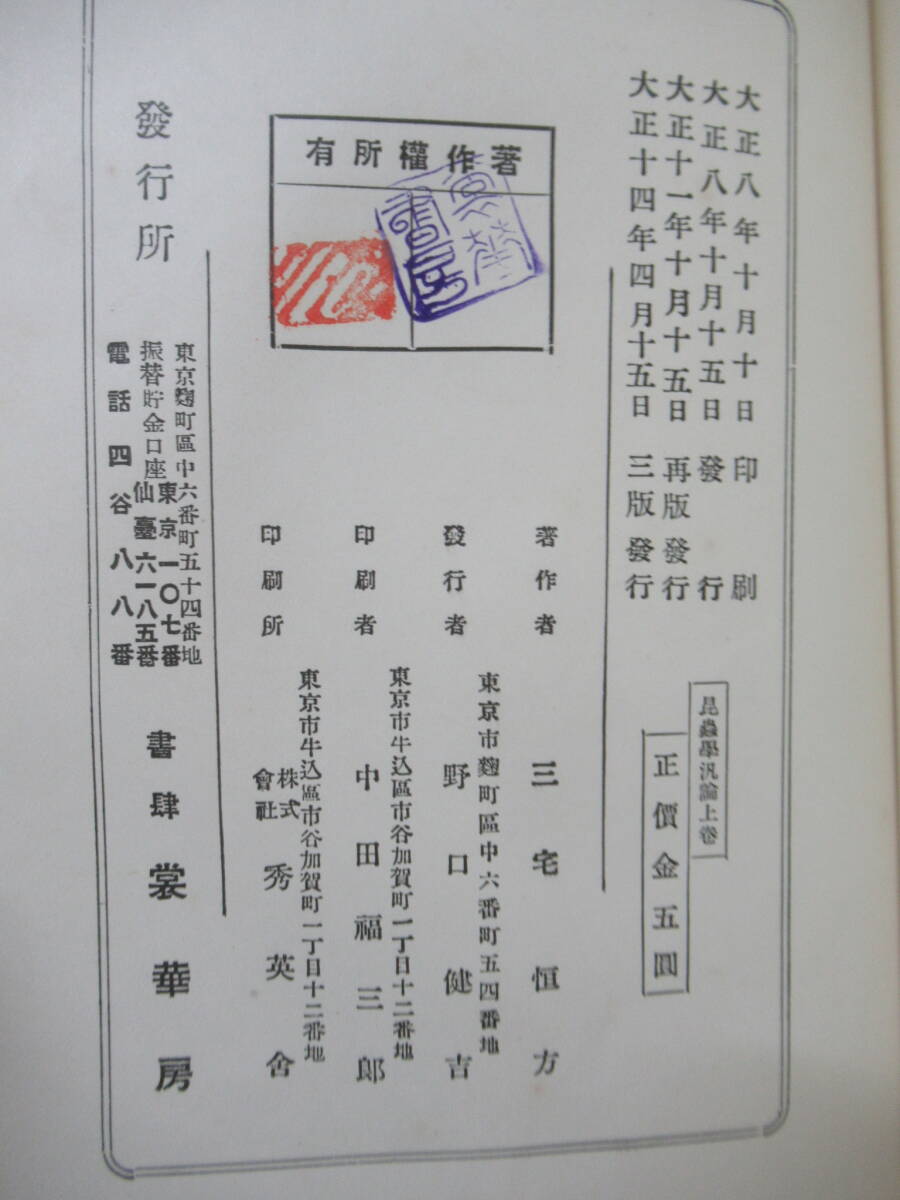 大正八年十月十日印刷
大正八年十月十五日發行
大正十一年十月十五日再版發行
大正十四年四月十五日三版發行
昆蟲學汎論上卷
正價金五圓
著作權所有
著作者
三宅恒方
發行者
東京市麴町區中六番町五四番地
野口健吉
印刷者
東京市牛込區市谷加賀町一丁目十二番地
中田福三郎
印刷所
東京市牛込區市谷加賀町一丁目十二番地
株式會社秀英舍
發行所
東京麴町區中六番町五十四番地
振替貯金口座
東京一〇七番
仙臺六一八五番
電話四谷八八番
書肆裳華房